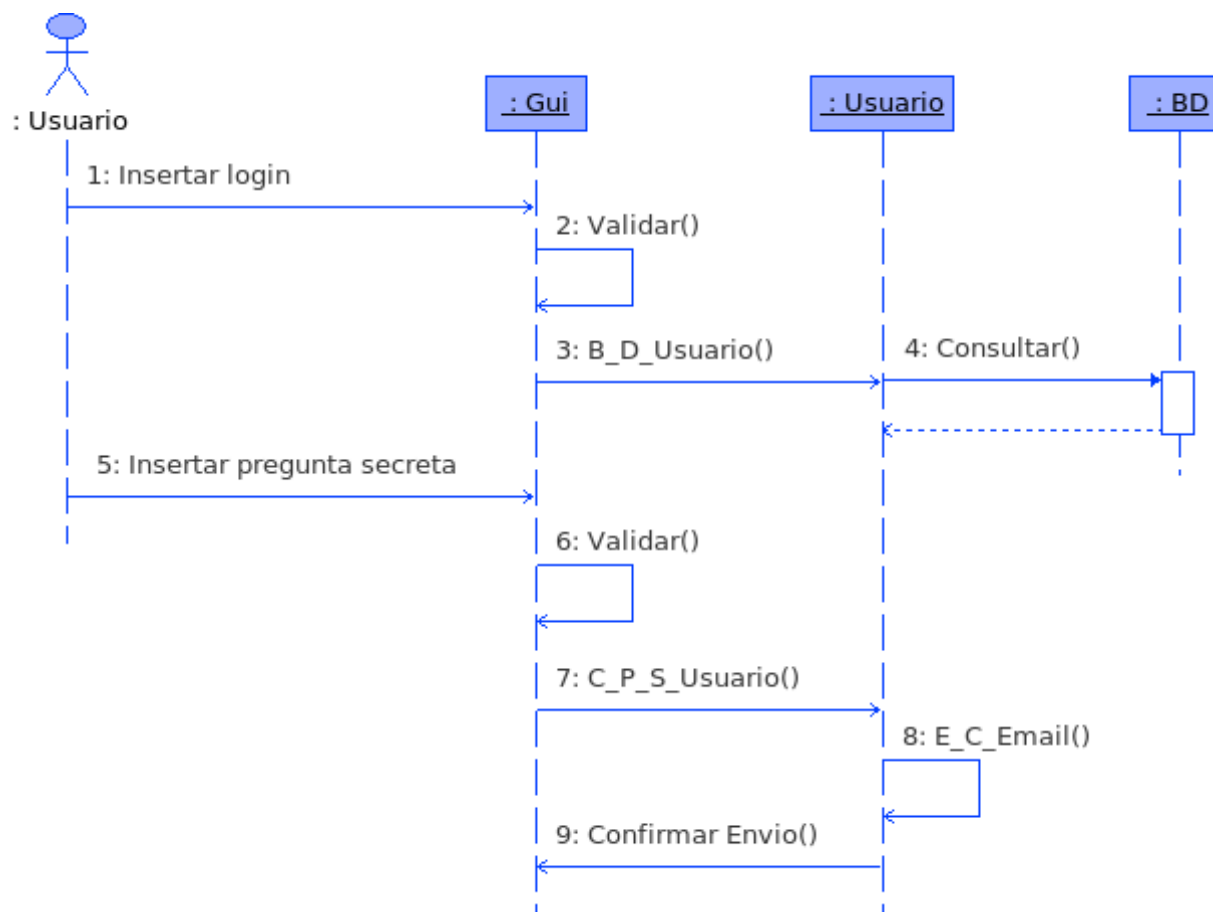 : Usuario
: Gui
: Usuario
: BD
1: Insertar login
2: Validar()
3: B_D_Usuario()
4: Consultar()
5: Insertar pregunta secreta
6: Validar()
7: C_P_S_Usuario()
8: E_C_Email()
9: Confirmar Envio()